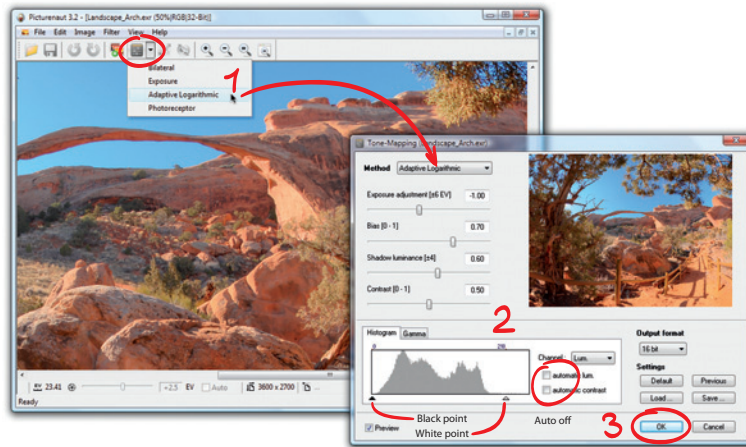 Picturenaut 3.2 - [Landscape_Arch.exr (50%)RGB|32-Bit)]
File Edit Image Filter View Help
Bilateral
Exposure
Adaptive Logarithmic
Photoreceptor
1
Tone-Mapping (Landscape_Arch.exr)
Method Adaptive Logarithmic
Exposure adjustment [±6 EV] -1.00
Bias [0 - 1] 0.70
Shadow luminance [±4] 0.60
Contrast [0 - 1] 0.50
2
Histogram Gamma
Channel: Lum.
automatic lum.
automatic contrast
Auto off
Black point
White point
Output format
16 bit
Settings
Default Previous
Load ... Save ...
Preview
3
OK Cancel
23.41 +2.5 EV Auto 3600 x 2700
Ready